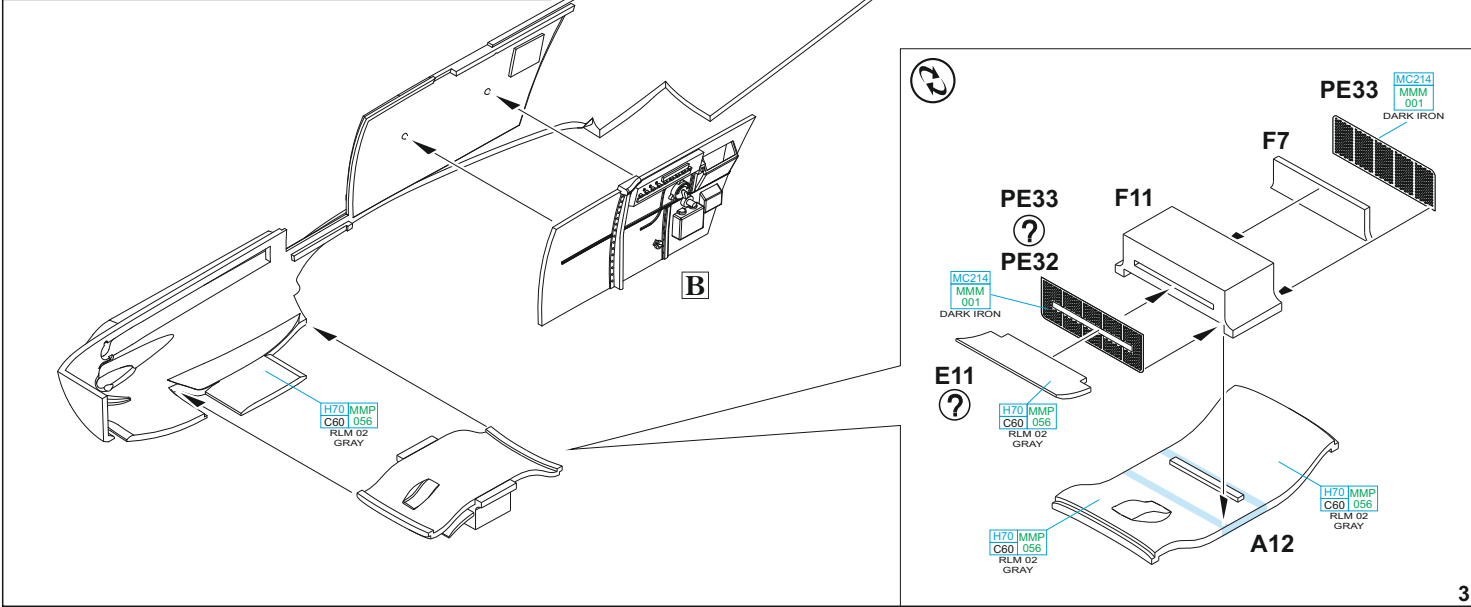 B
H70 MMP
C60 056
RLM 02
GRAY
PE33
MC214
MMM
001
DARK IRON
F7
PE33
?
PE32
F11
MC214
MMM
001
DARK IRON
E11
?
H70 MMP
C60 056
RLM 02
GRAY
H70 MMP
C60 056
RLM 02
GRAY
H70 MMP
C60 056
RLM 02
GRAY
A12
3